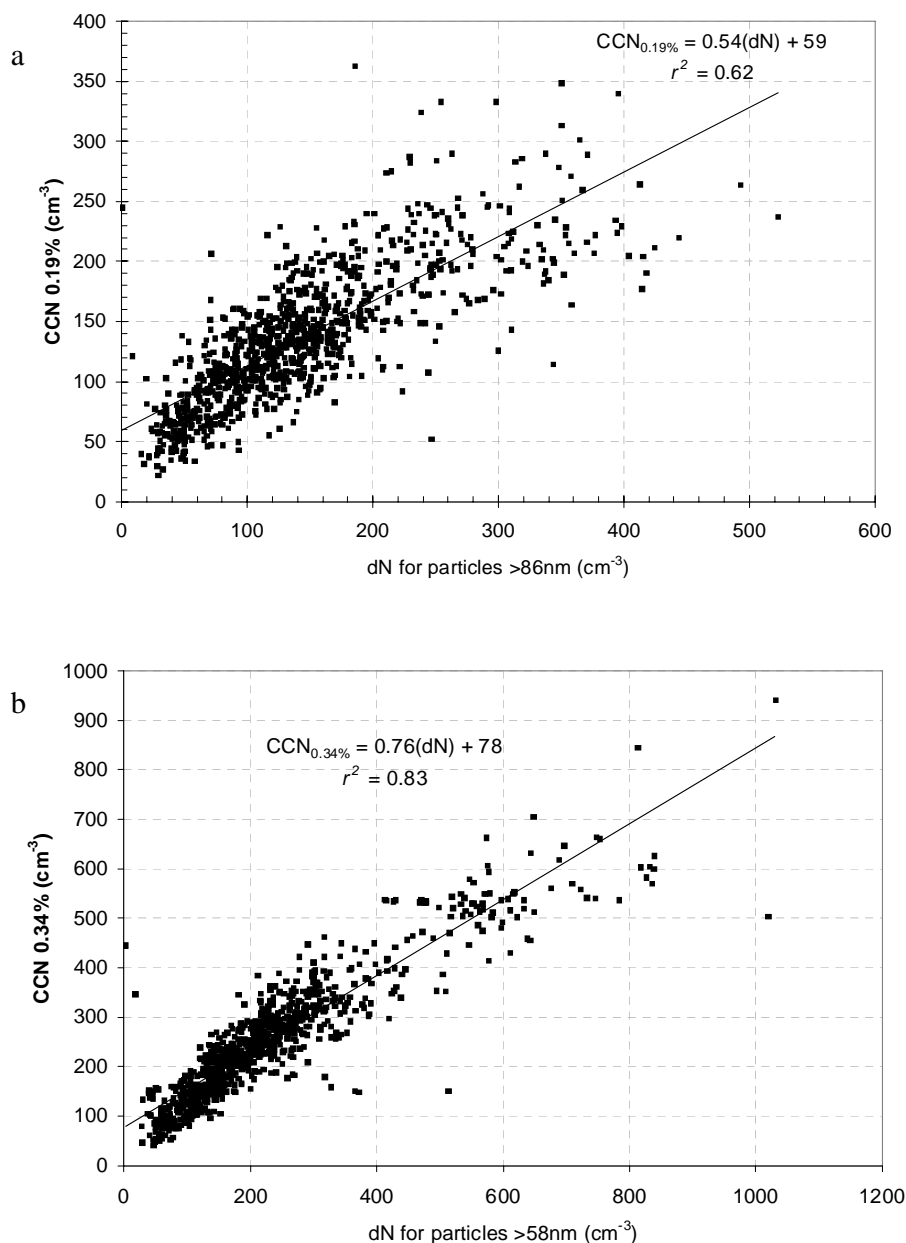 a
CCN0.19% = 0.54(dN) + 59
r² = 0.62
400
350
300
250
200
150
100
50
0
CCN 0.19% (cm-3)
0 100 200 300 400 500 600
dN for particles >86nm (cm-3)
b
CCN0.34% = 0.76(dN) + 78
r² = 0.83
1000
900
800
700
600
500
400
300
200
100
0
CCN 0.34% (cm-3)
0 200 400 600 800 1000 1200
dN for particles >58nm (cm-3)